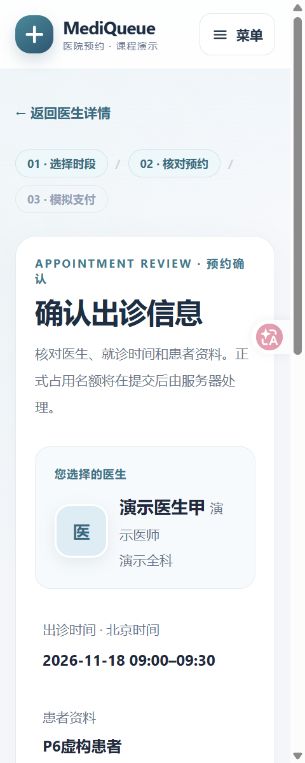 MediQueue
医院预约 · 课程演示
菜单
← 返回医生详情
01 · 选择时段 / 02 · 核对预约 /
03 · 模拟支付
APPOINTMENT REVIEW · 预约确
认
确认出诊信息
核对医生、就诊时间和患者资料。正
式占用名额将在提交后由服务器处
理。
您选择的医生
医
演示医生甲 演
示医师
演示全科
出诊时间 · 北京时间
2026-11-18 09:00–09:30
患者资料
P6虚构患者